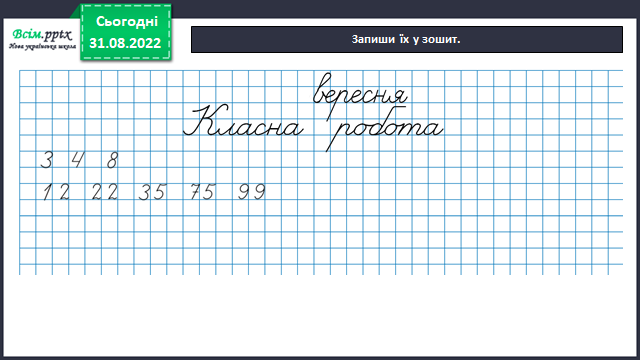 Всім.pptx
Нова українська школа
Сьогодні
31.08.2022
Запиши їх у зошит.
вересня
Класна робота
3 4 8
12 22 35 75 99